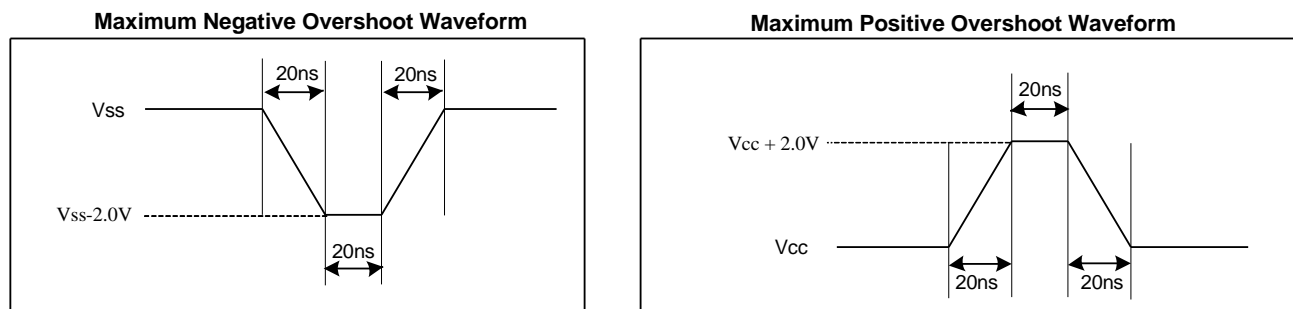 Maximum Negative Overshoot Waveform
20ns
20ns
Vss
Vss-2.0V
20ns
Maximum Positive Overshoot Waveform
20ns
Vcc + 2.0V
Vcc
20ns
20ns